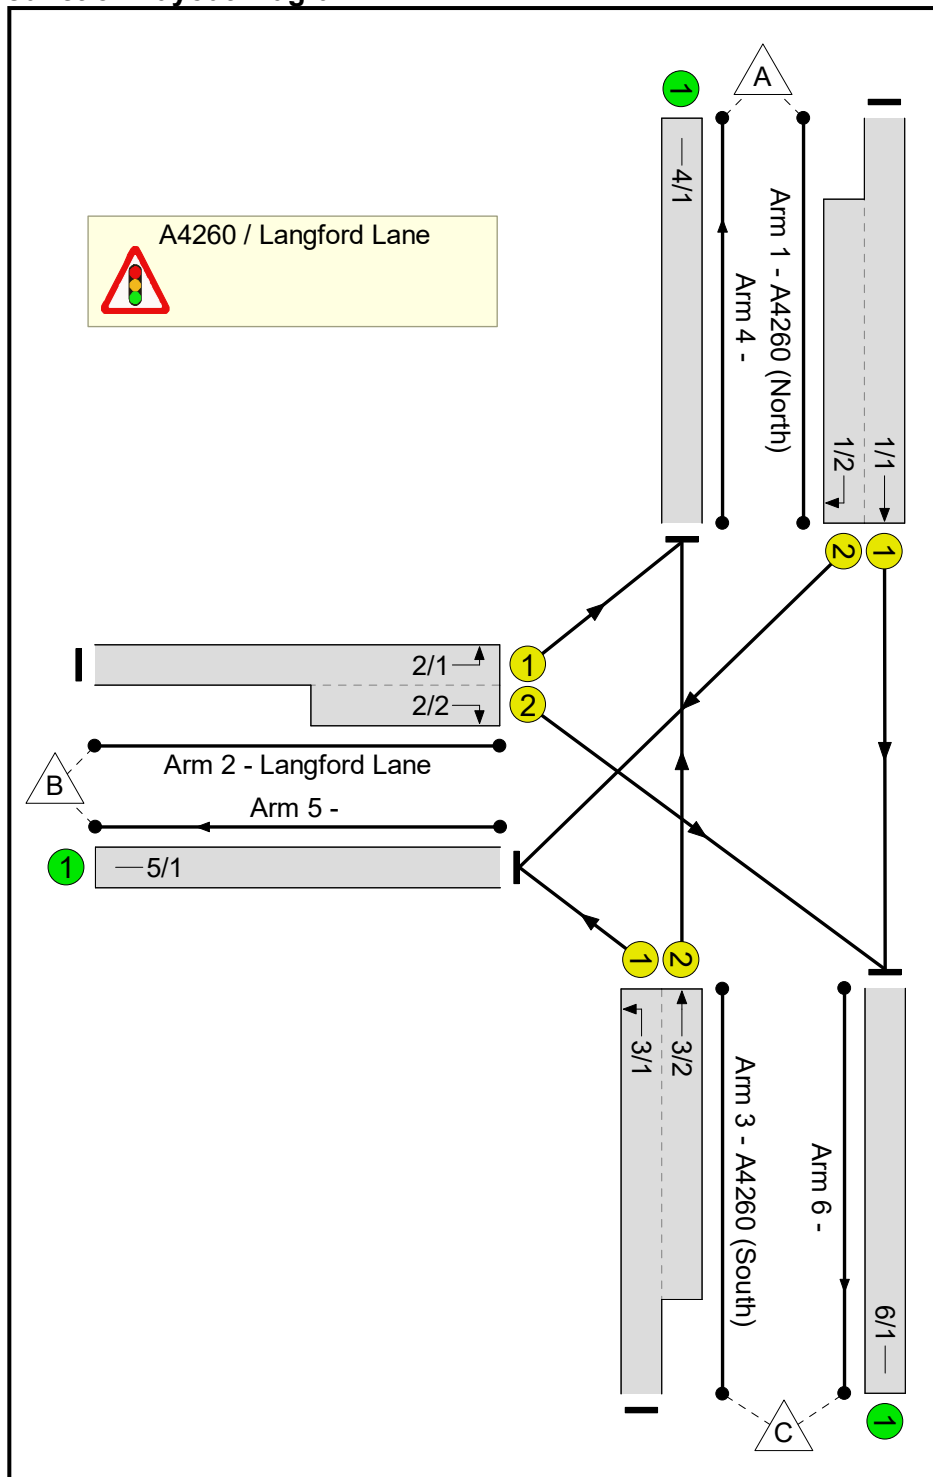 A
1
4/1
Arm 4 -
Arm 1 - A4260 (North)
1/2
1/1
A4260 / Langford Lane
2
1
2/1
1
2/2
2
Arm 2 - Langford Lane
B
Arm 5 -
1
5/1
1
2
3/1
3/2
Arm 3 - A4260 (South)
Arm 6 -
6/1
C
1